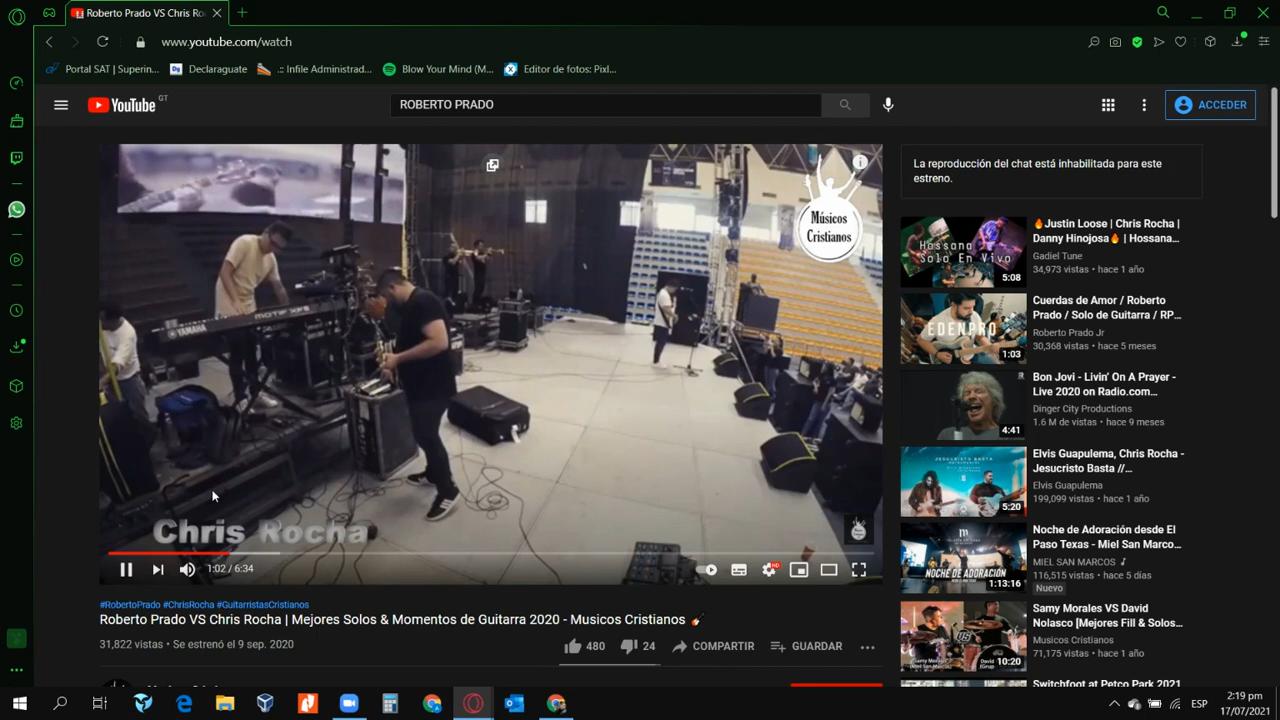 Roberto Prado VS Chris Ro
www.youtube.com/watch
Portal SAT | Superin...
Declaraguate
.:: Infile Administrad...
Blow Your Mind (M...
Editor de fotos: Pixl...
YouTube GT
ROBERTO PRADO
ACCEDER
Músicos
Cristianos
YAMAHA
Chris Rocha
1:02 / 6:34
HD
#RobertoPrado #ChrisRocha #GuitarristasCristianos
Roberto Prado VS Chris Rocha | Mejores Solos & Momentos de Guitarra 2020 - Musicos Cristianos 🎸
31,822 vistas • Se estrenó el 9 sep. 2020
480
24
COMPARTIR
GUARDAR
La reproducción del chat está inhabilitada para este
estreno.
Hossana
Solo En Vivo
5:08
🔥Justin Loose | Chris Rocha |
Danny Hinojosa🔥 | Hossana...
Gadiel Tune
34,973 vistas • hace 1 año
EDENPRO
1:03
Cuerdas de Amor / Roberto
Prado / Solo de Guitarra / RP...
Roberto Prado Jr
30,368 vistas • hace 5 meses
4:41
Bon Jovi - Livin' On A Prayer -
Live 2020 on Radio.com...
Dinger City Productions
1.6 M de vistas • hace 9 meses
JESUCRISTO BASTA
5:20
Elvis Guapulema, Chris Rocha -
Jesucristo Basta //...
Elvis Guapulema
199,099 vistas • hace 1 año
NOCHE DE ADORACIÓN
1:13:16
Noche de Adoración desde El
Paso Texas - Miel San Marco...
MIEL SAN MARCOS ♪
116,515 vistas • hace 5 días
Nuevo
VS
10:20
Samy Morales VS David
Nolasco [Mejores Fill & Solos...
Musicos Cristianos
71,175 vistas • hace 1 año
Switchfoot at Petco Park 2021
ESP
2:19 pm
17/07/2021